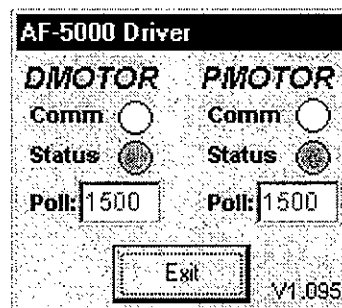 AF-5000 Driver
DMOTOR PMOTOR
Comm Comm
Status Status
Poll: 1500 Poll: 1500
Exit
V1.095